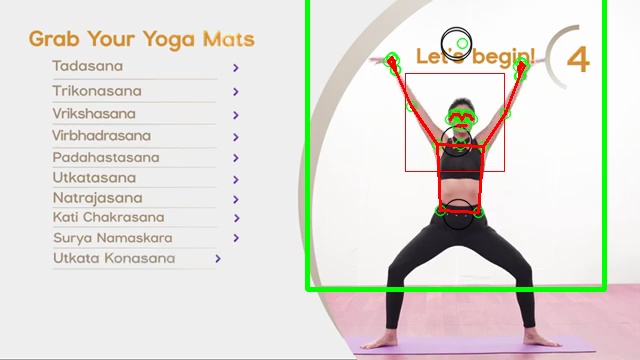 Grab Your Yoga Mats
Tadasana
Trikonasana
Vrikshasana
Virbhadrasana
Padahastasana
Utkatasana
Natrajasana
Kati Chakrasana
Surya Namaskara
Utkata Konasana
Let's begin!
4